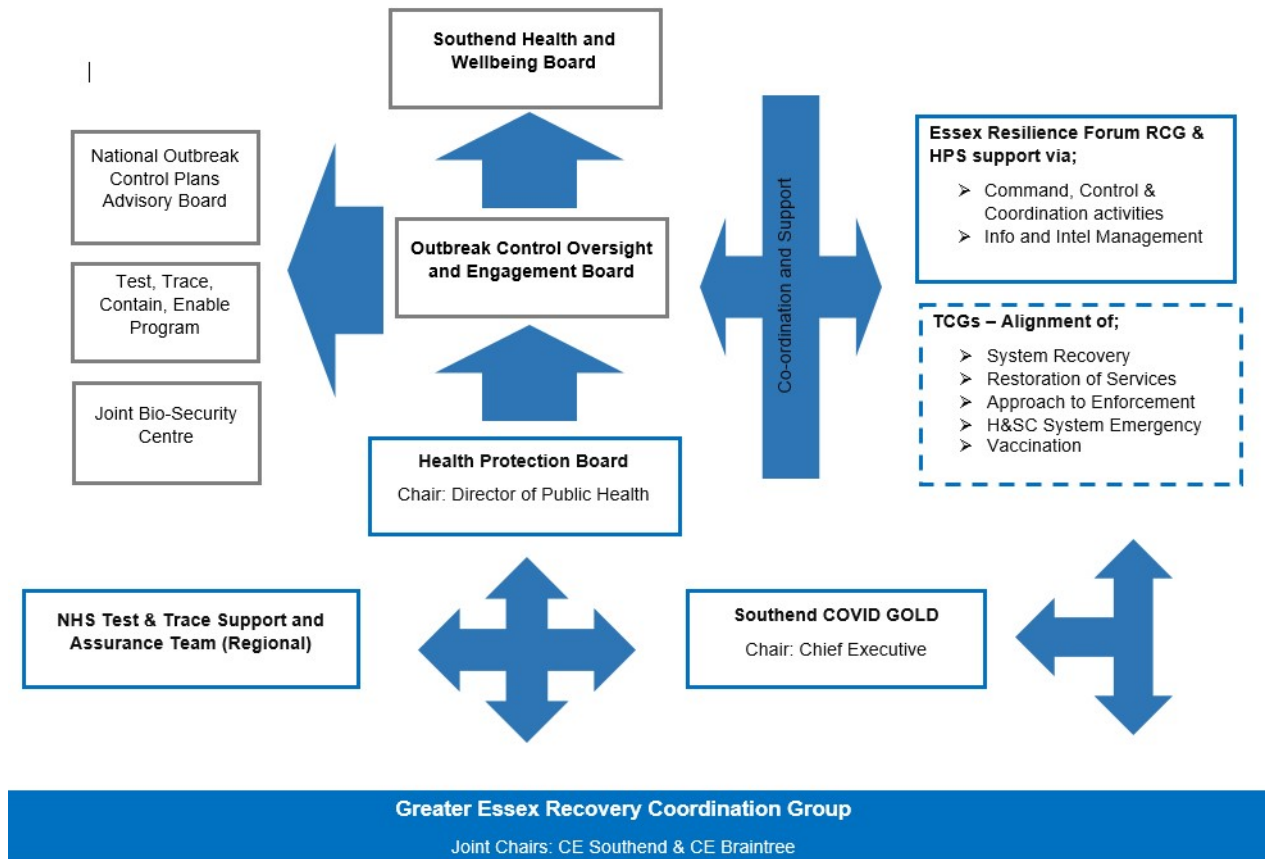 Southend Health and
Wellbeing Board
National Outbreak
Control Plans
Advisory Board
Test, Trace,
Contain, Enable
Program
Joint Bio-Security
Centre
Outbreak Control Oversight
and Engagement Board
Health Protection Board
Chair: Director of Public Health
Co-ordination and Support
Essex Resilience Forum RCG &
HPS support via;
➢ Command, Control &
Coordination activities
➢ Info and Intel Management
TCGs – Alignment of;
➢ System Recovery
➢ Restoration of Services
➢ Approach to Enforcement
➢ H&SC System Emergency
➢ Vaccination
NHS Test & Trace Support and
Assurance Team (Regional)
Southend COVID GOLD
Chair: Chief Executive
Greater Essex Recovery Coordination Group
Joint Chairs: CE Southend & CE Braintree